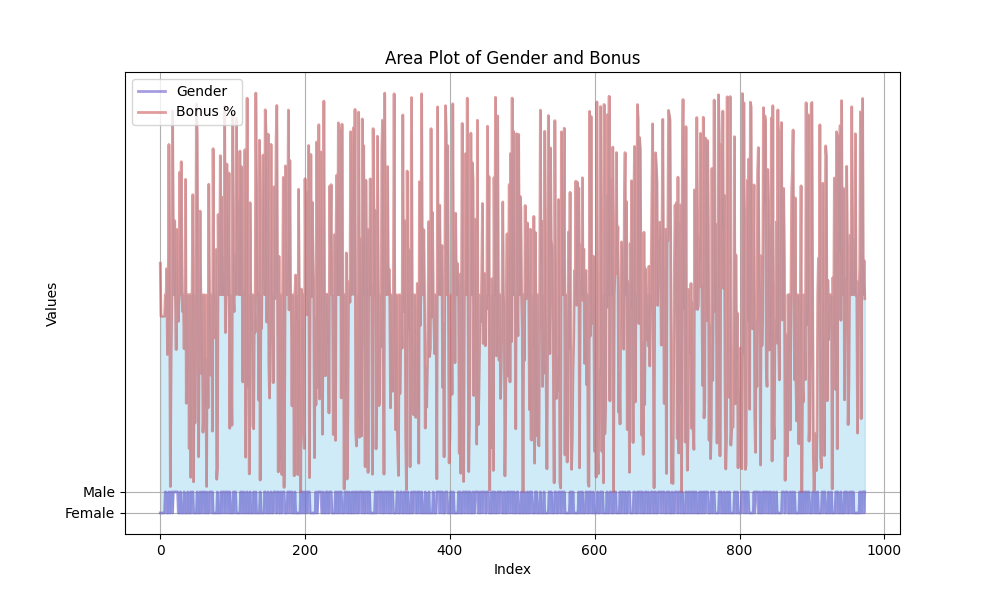 Area Plot of Gender and Bonus
Gender
Bonus %
Values
Male
Female
0
200
400
600
800
1000
Index